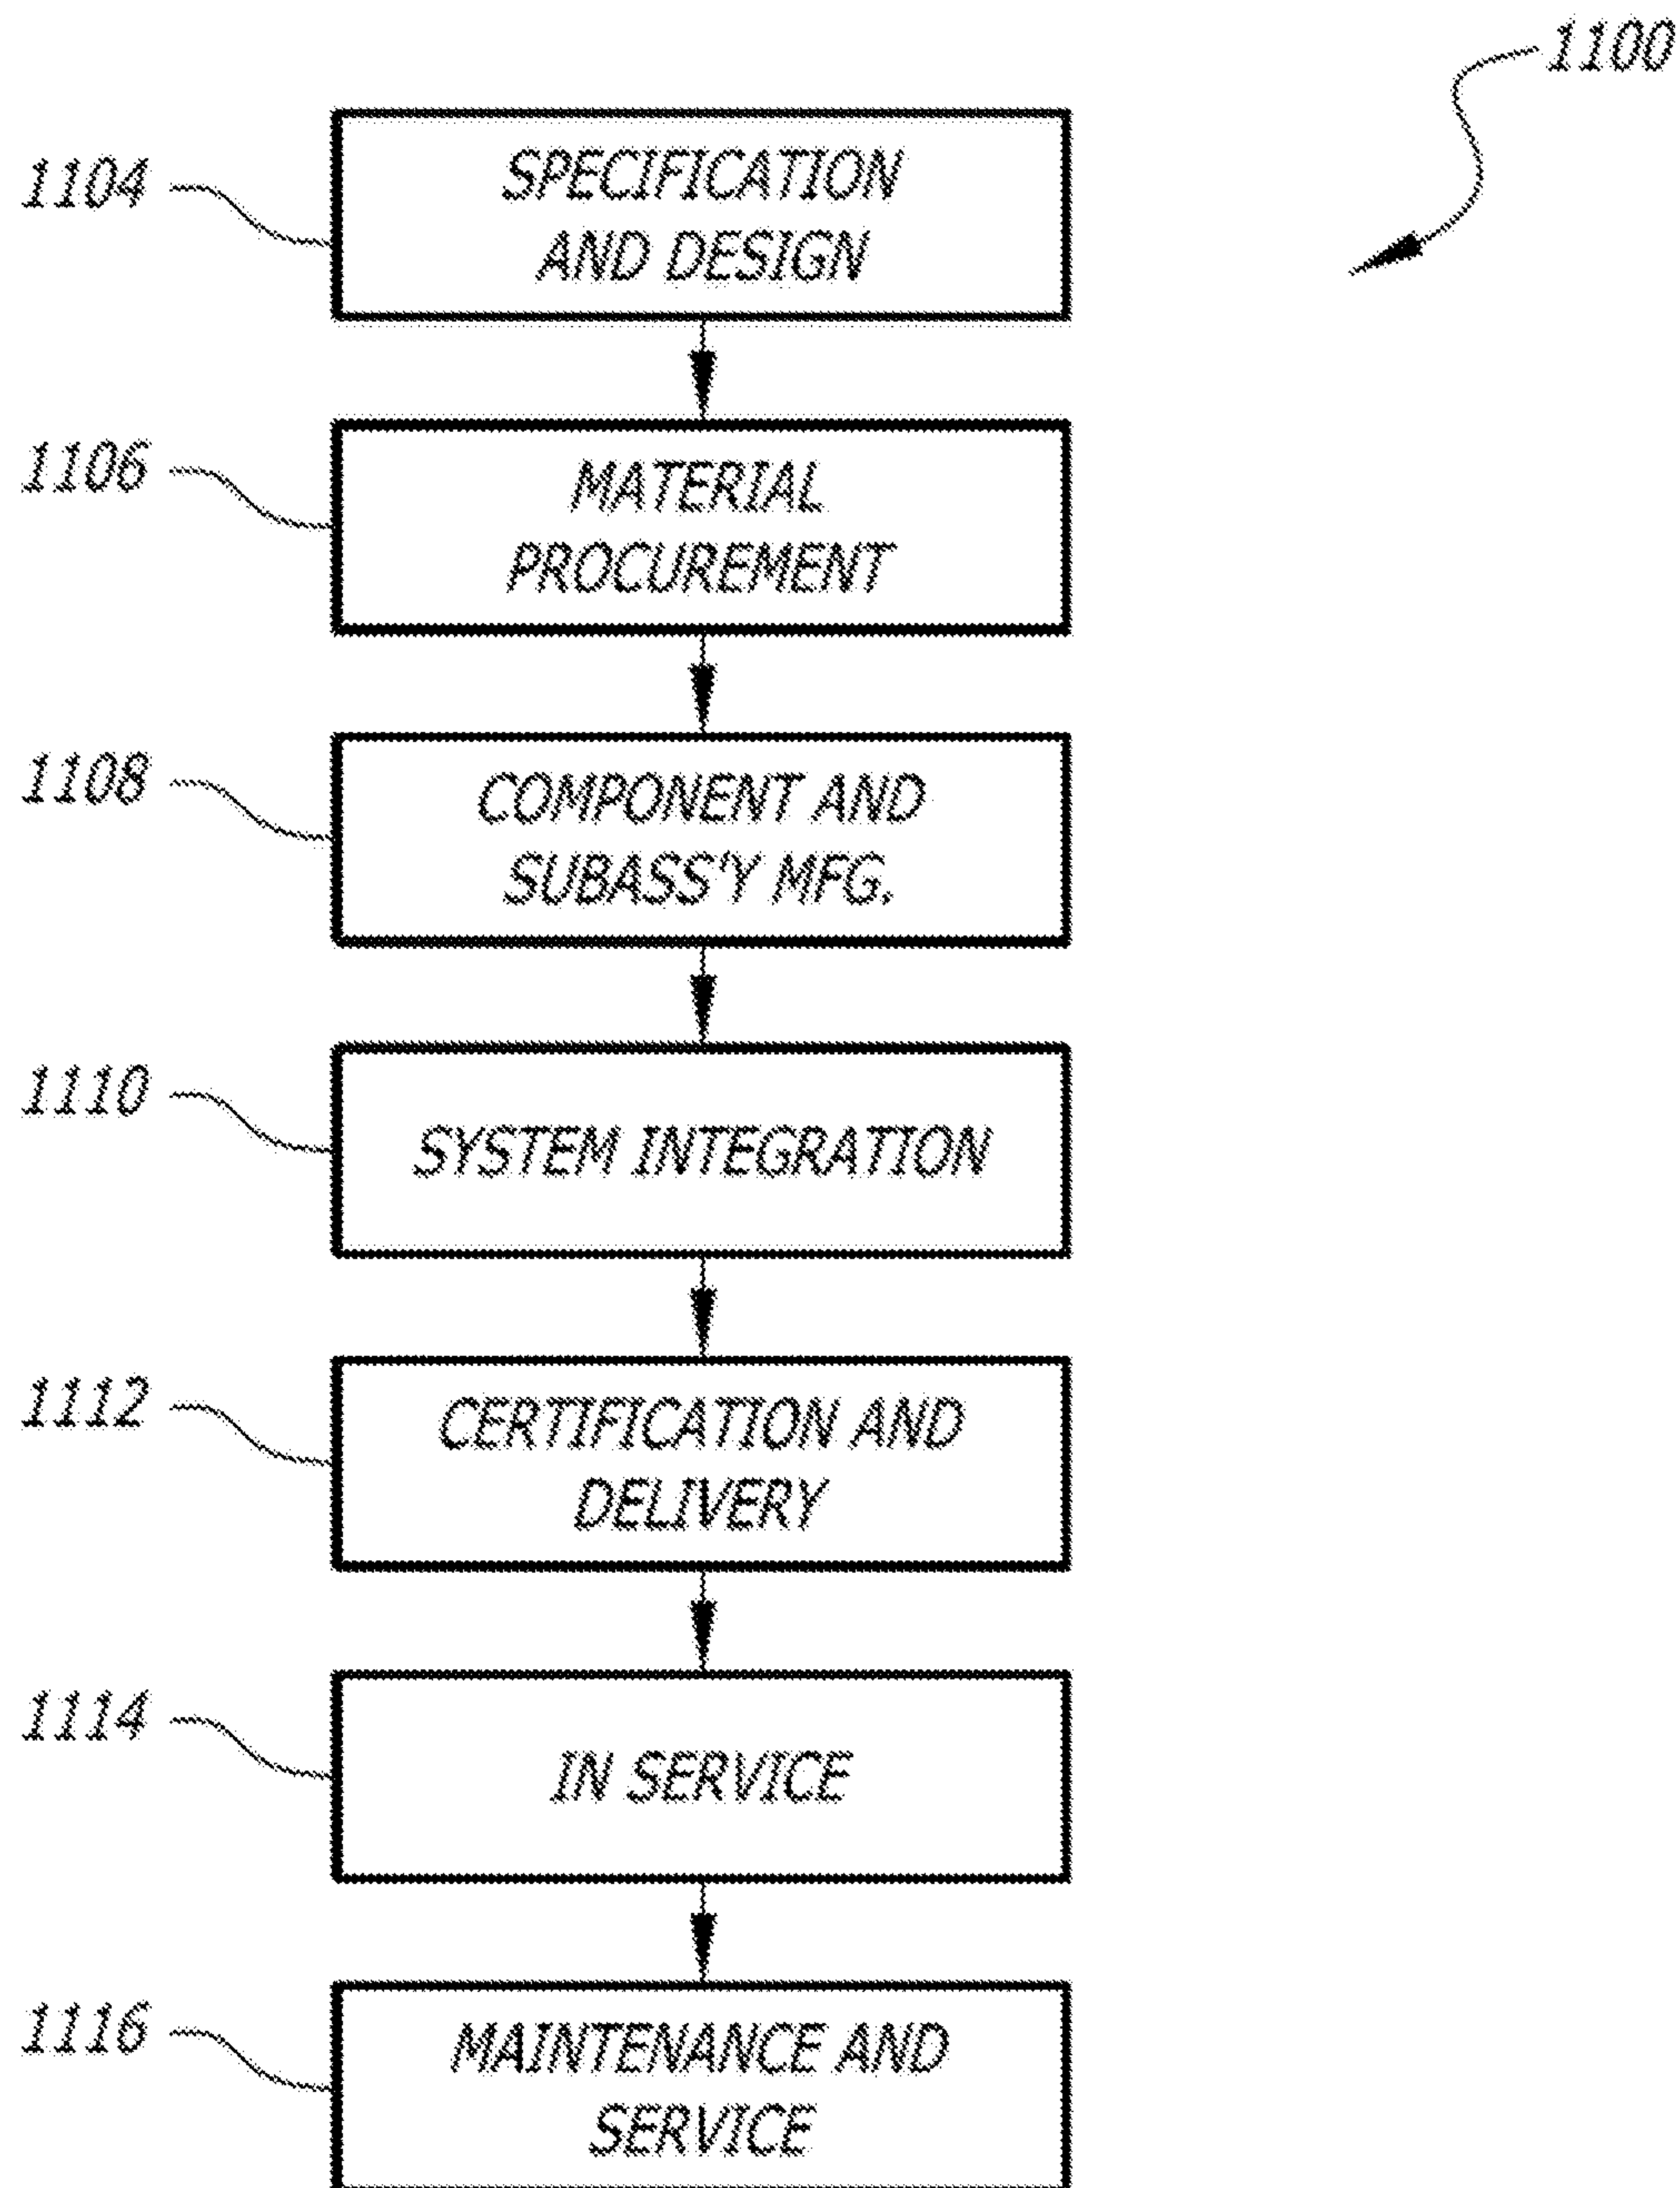 1100
1104
SPECIFICATION
AND DESIGN
1106
MATERIAL
PROCUREMENT
1108
COMPONENT AND
SUBASS'Y MFG.
1110
SYSTEM INTEGRATION
1112
CERTIFICATION AND
DELIVERY
1114
IN SERVICE
1116
MAINTENANCE AND
SERVICE